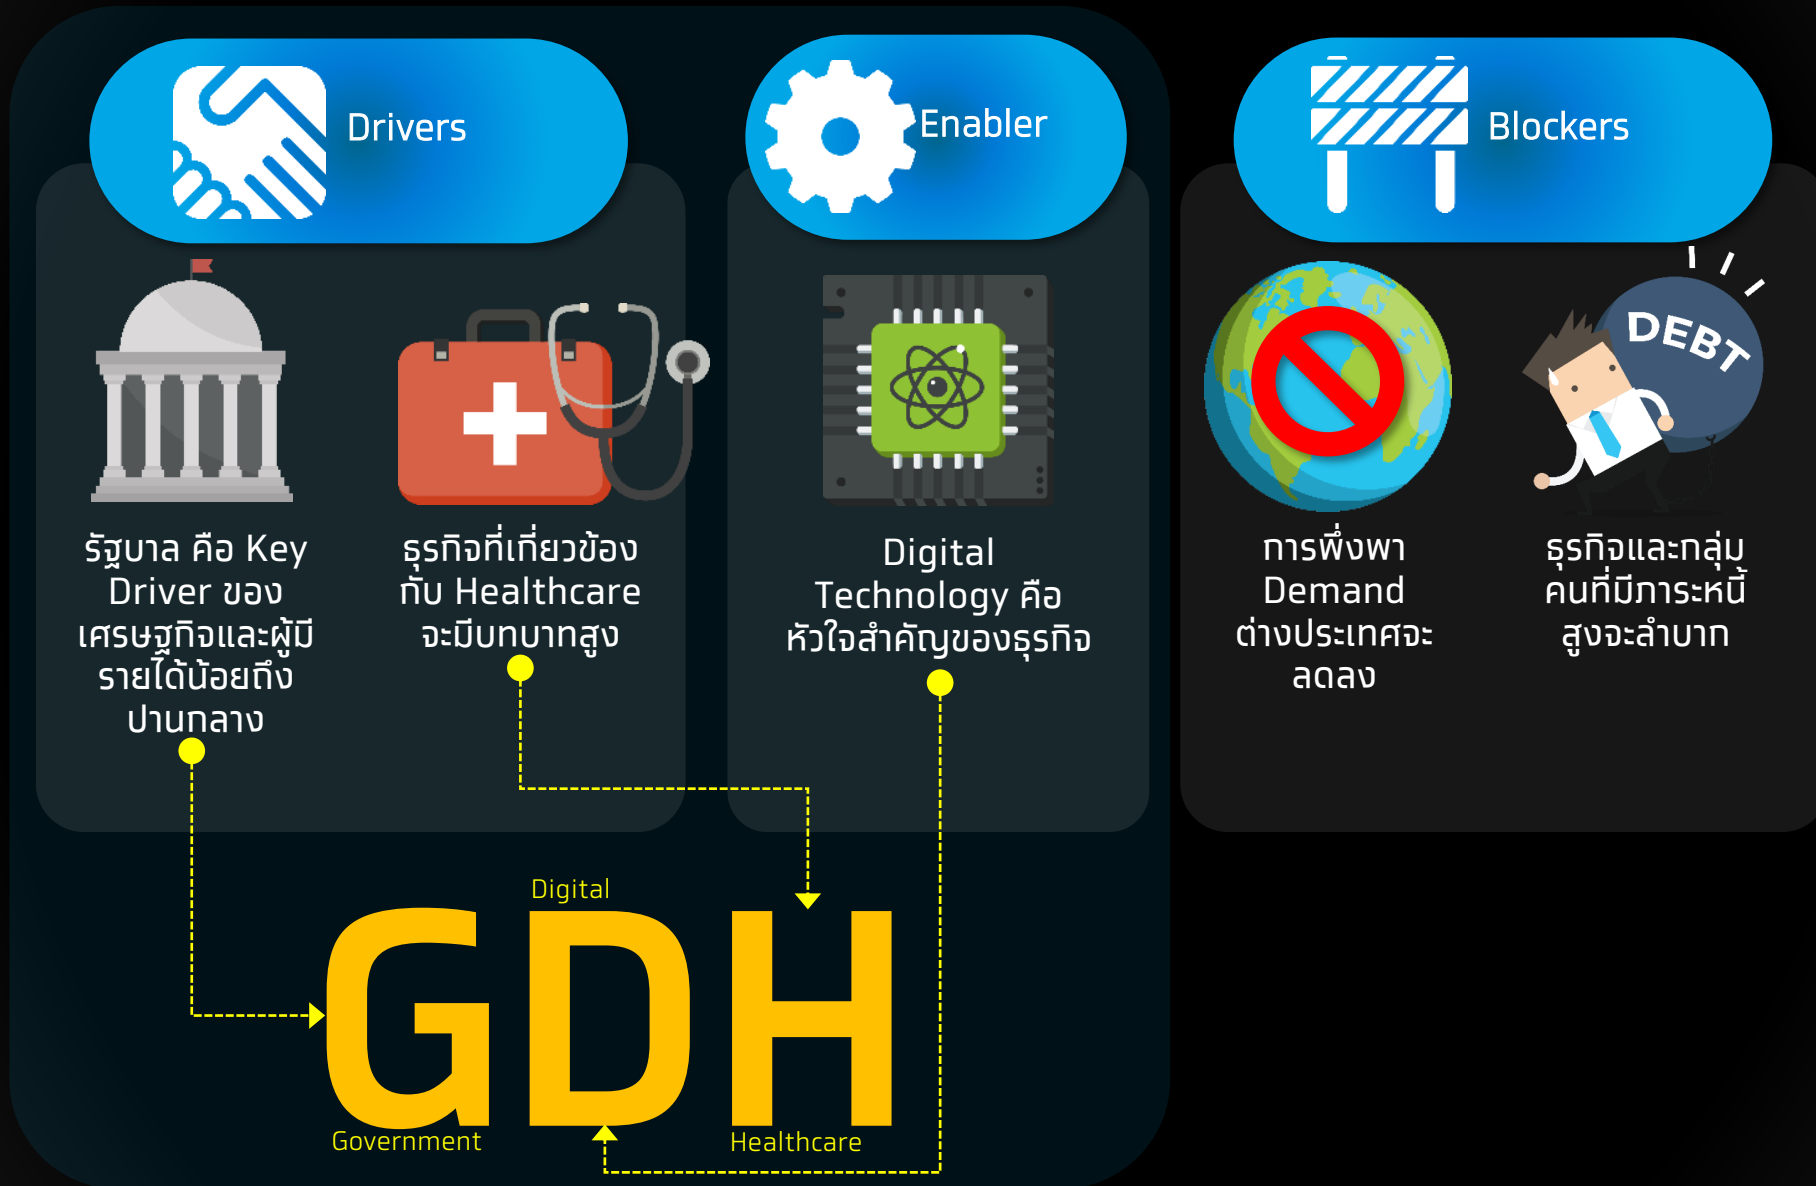 Drivers
รัฐบาล คือ Key
Driver ของ
เศรษฐกิจและผู้มี
รายได้น้อยถึง
ปานกลาง
ธุรกิจที่เกี่ยวข้อง
กับ Healthcare
จะมีบทบาทสูง
Enabler
Digital
Technology คือ
หัวใจสำคัญของธุรกิจ
Blockers
DEBT
การพึ่งพา
Demand
ต่างประเทศจะ
ลดลง
ธุรกิจและกลุ่ม
คนที่มีภาระหนี้
สูงจะลำบาก
Digital
GDH
Government
Healthcare